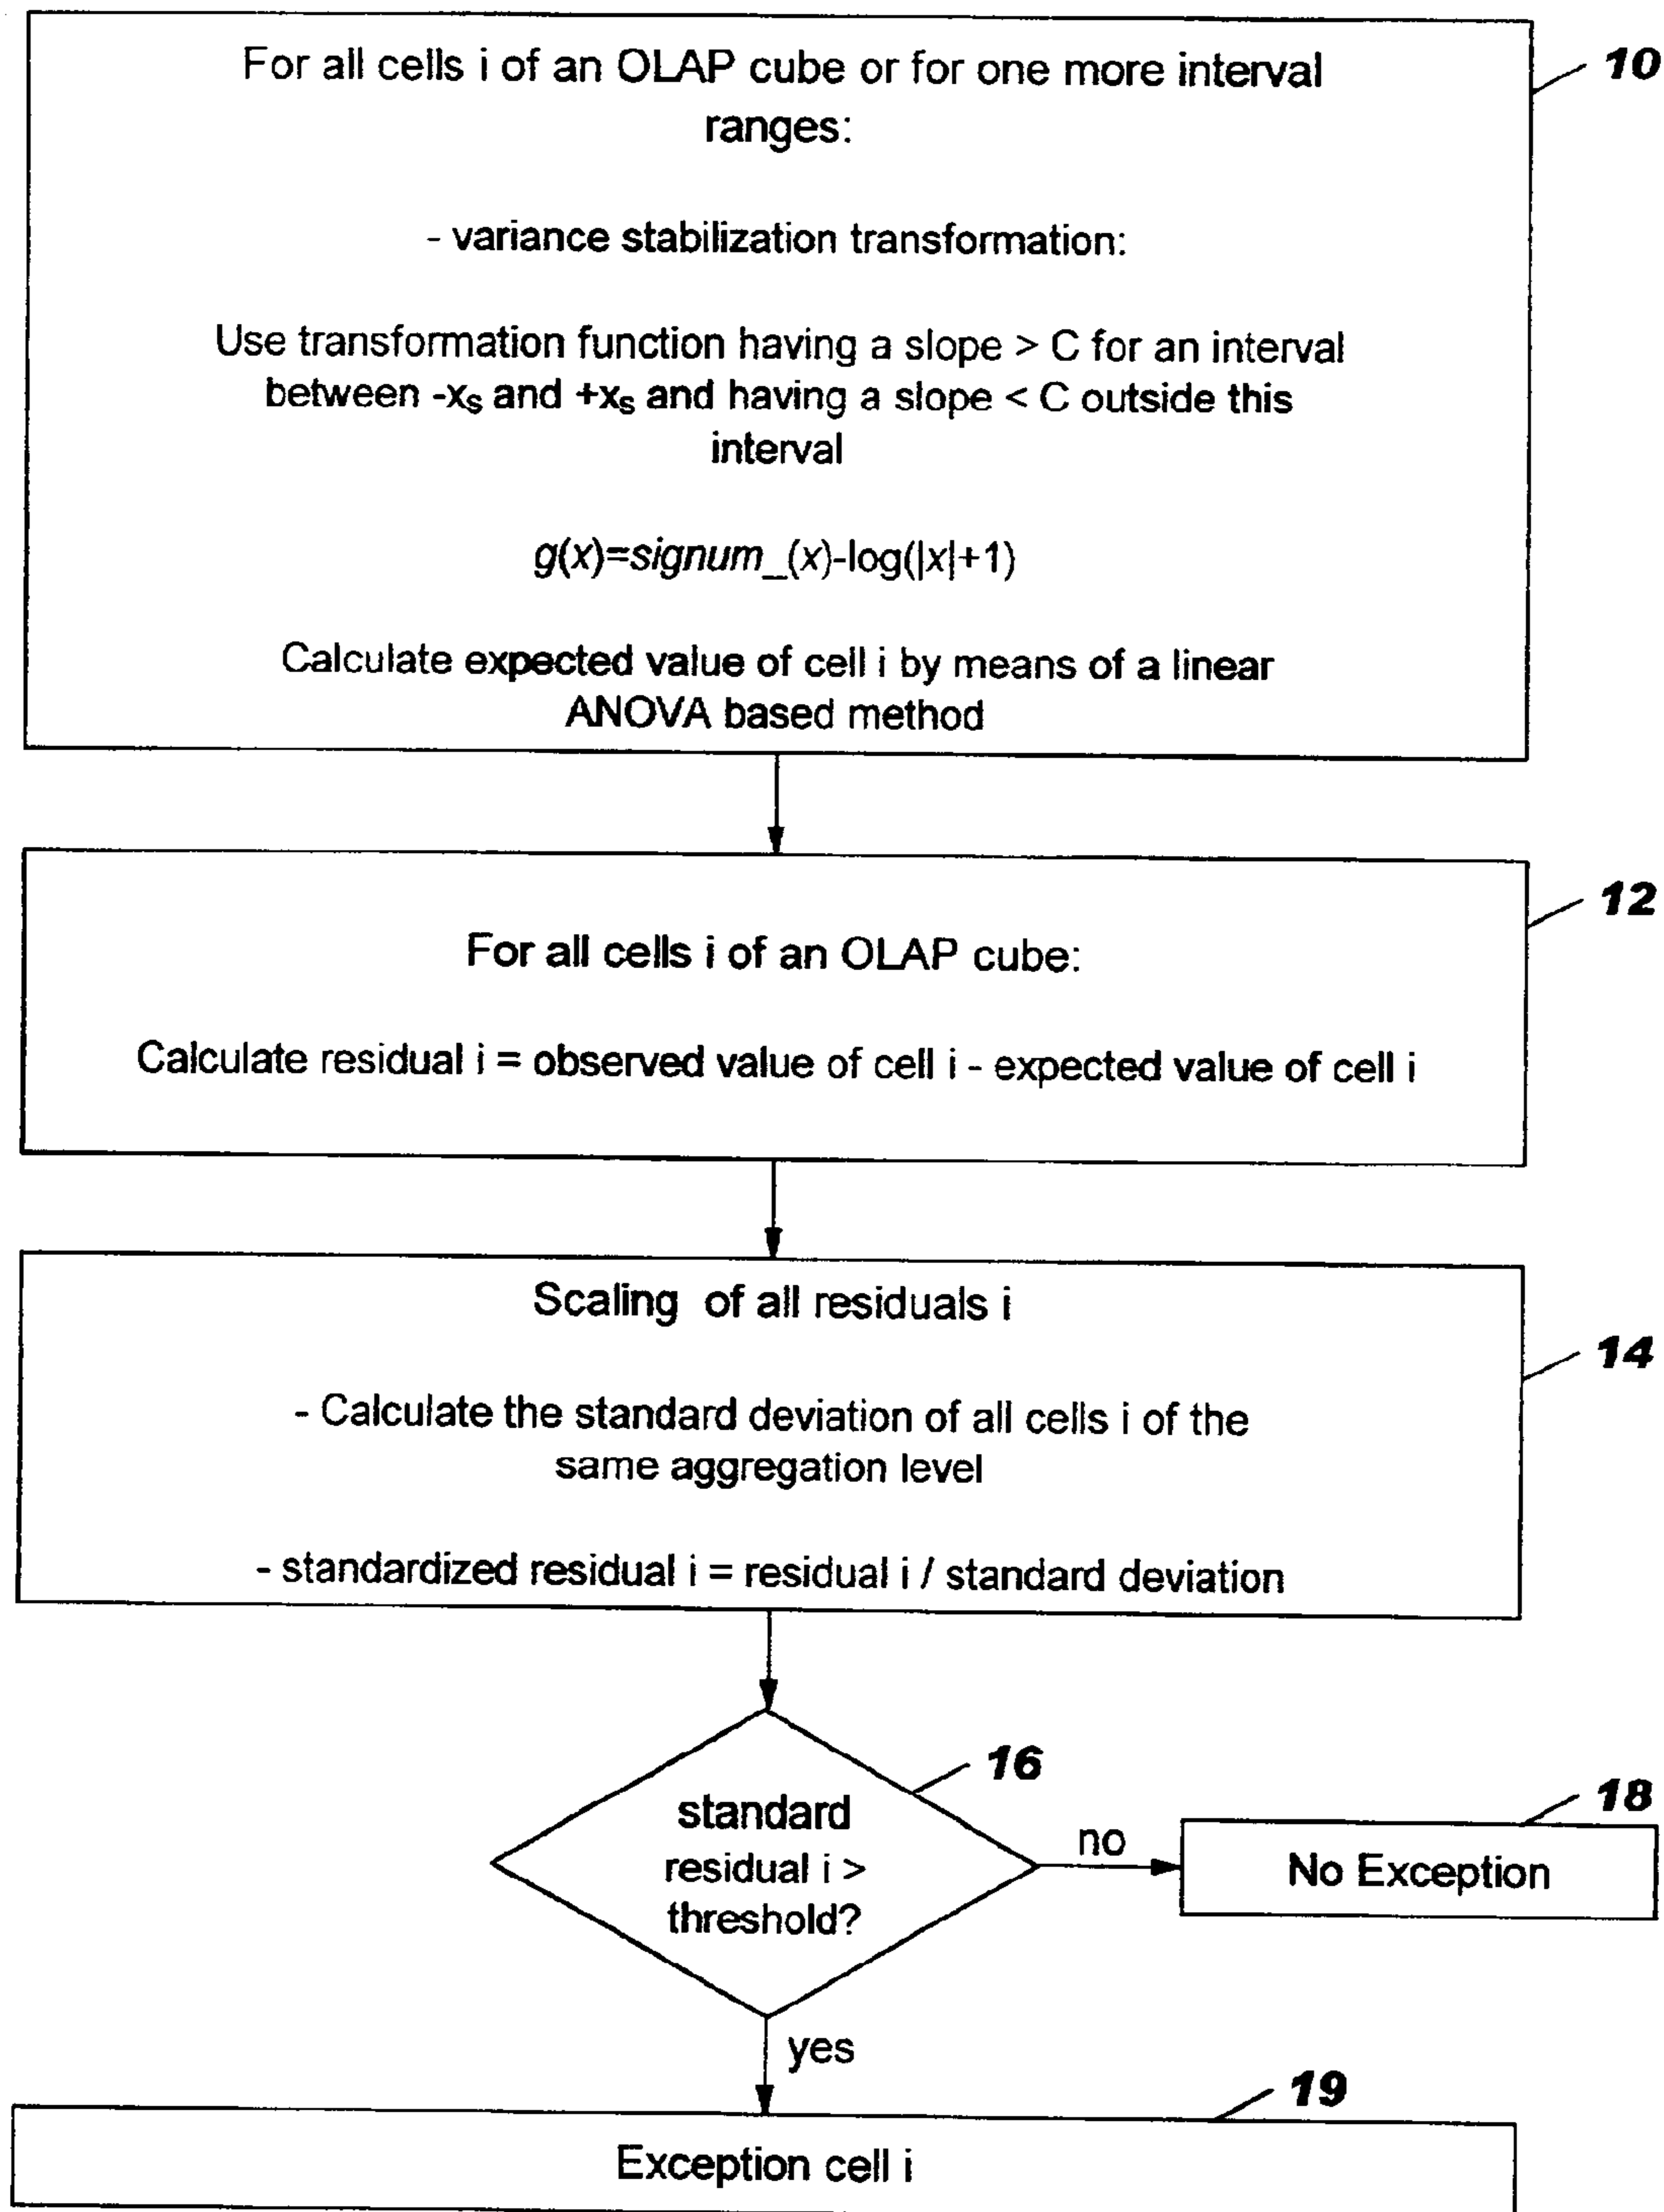 For all cells i of an OLAP cube or for one more interval
ranges:
10
- variance stabilization transformation:
Use transformation function having a slope > C for an interval
between -xs and +xs and having a slope < C outside this
interval
g(x)=signum_(x)-log(|x|+1)
Calculate expected value of cell i by means of a linear
ANOVA based method
12
For all cells i of an OLAP cube:
Calculate residual i = observed value of cell i - expected value of cell i
Scaling of all residuals i
14
- Calculate the standard deviation of all cells i of the
same aggregation level
- standardized residual i = residual i / standard deviation
16
standard
residual i >
threshold?
no
18
No Exception
yes
19
Exception cell i